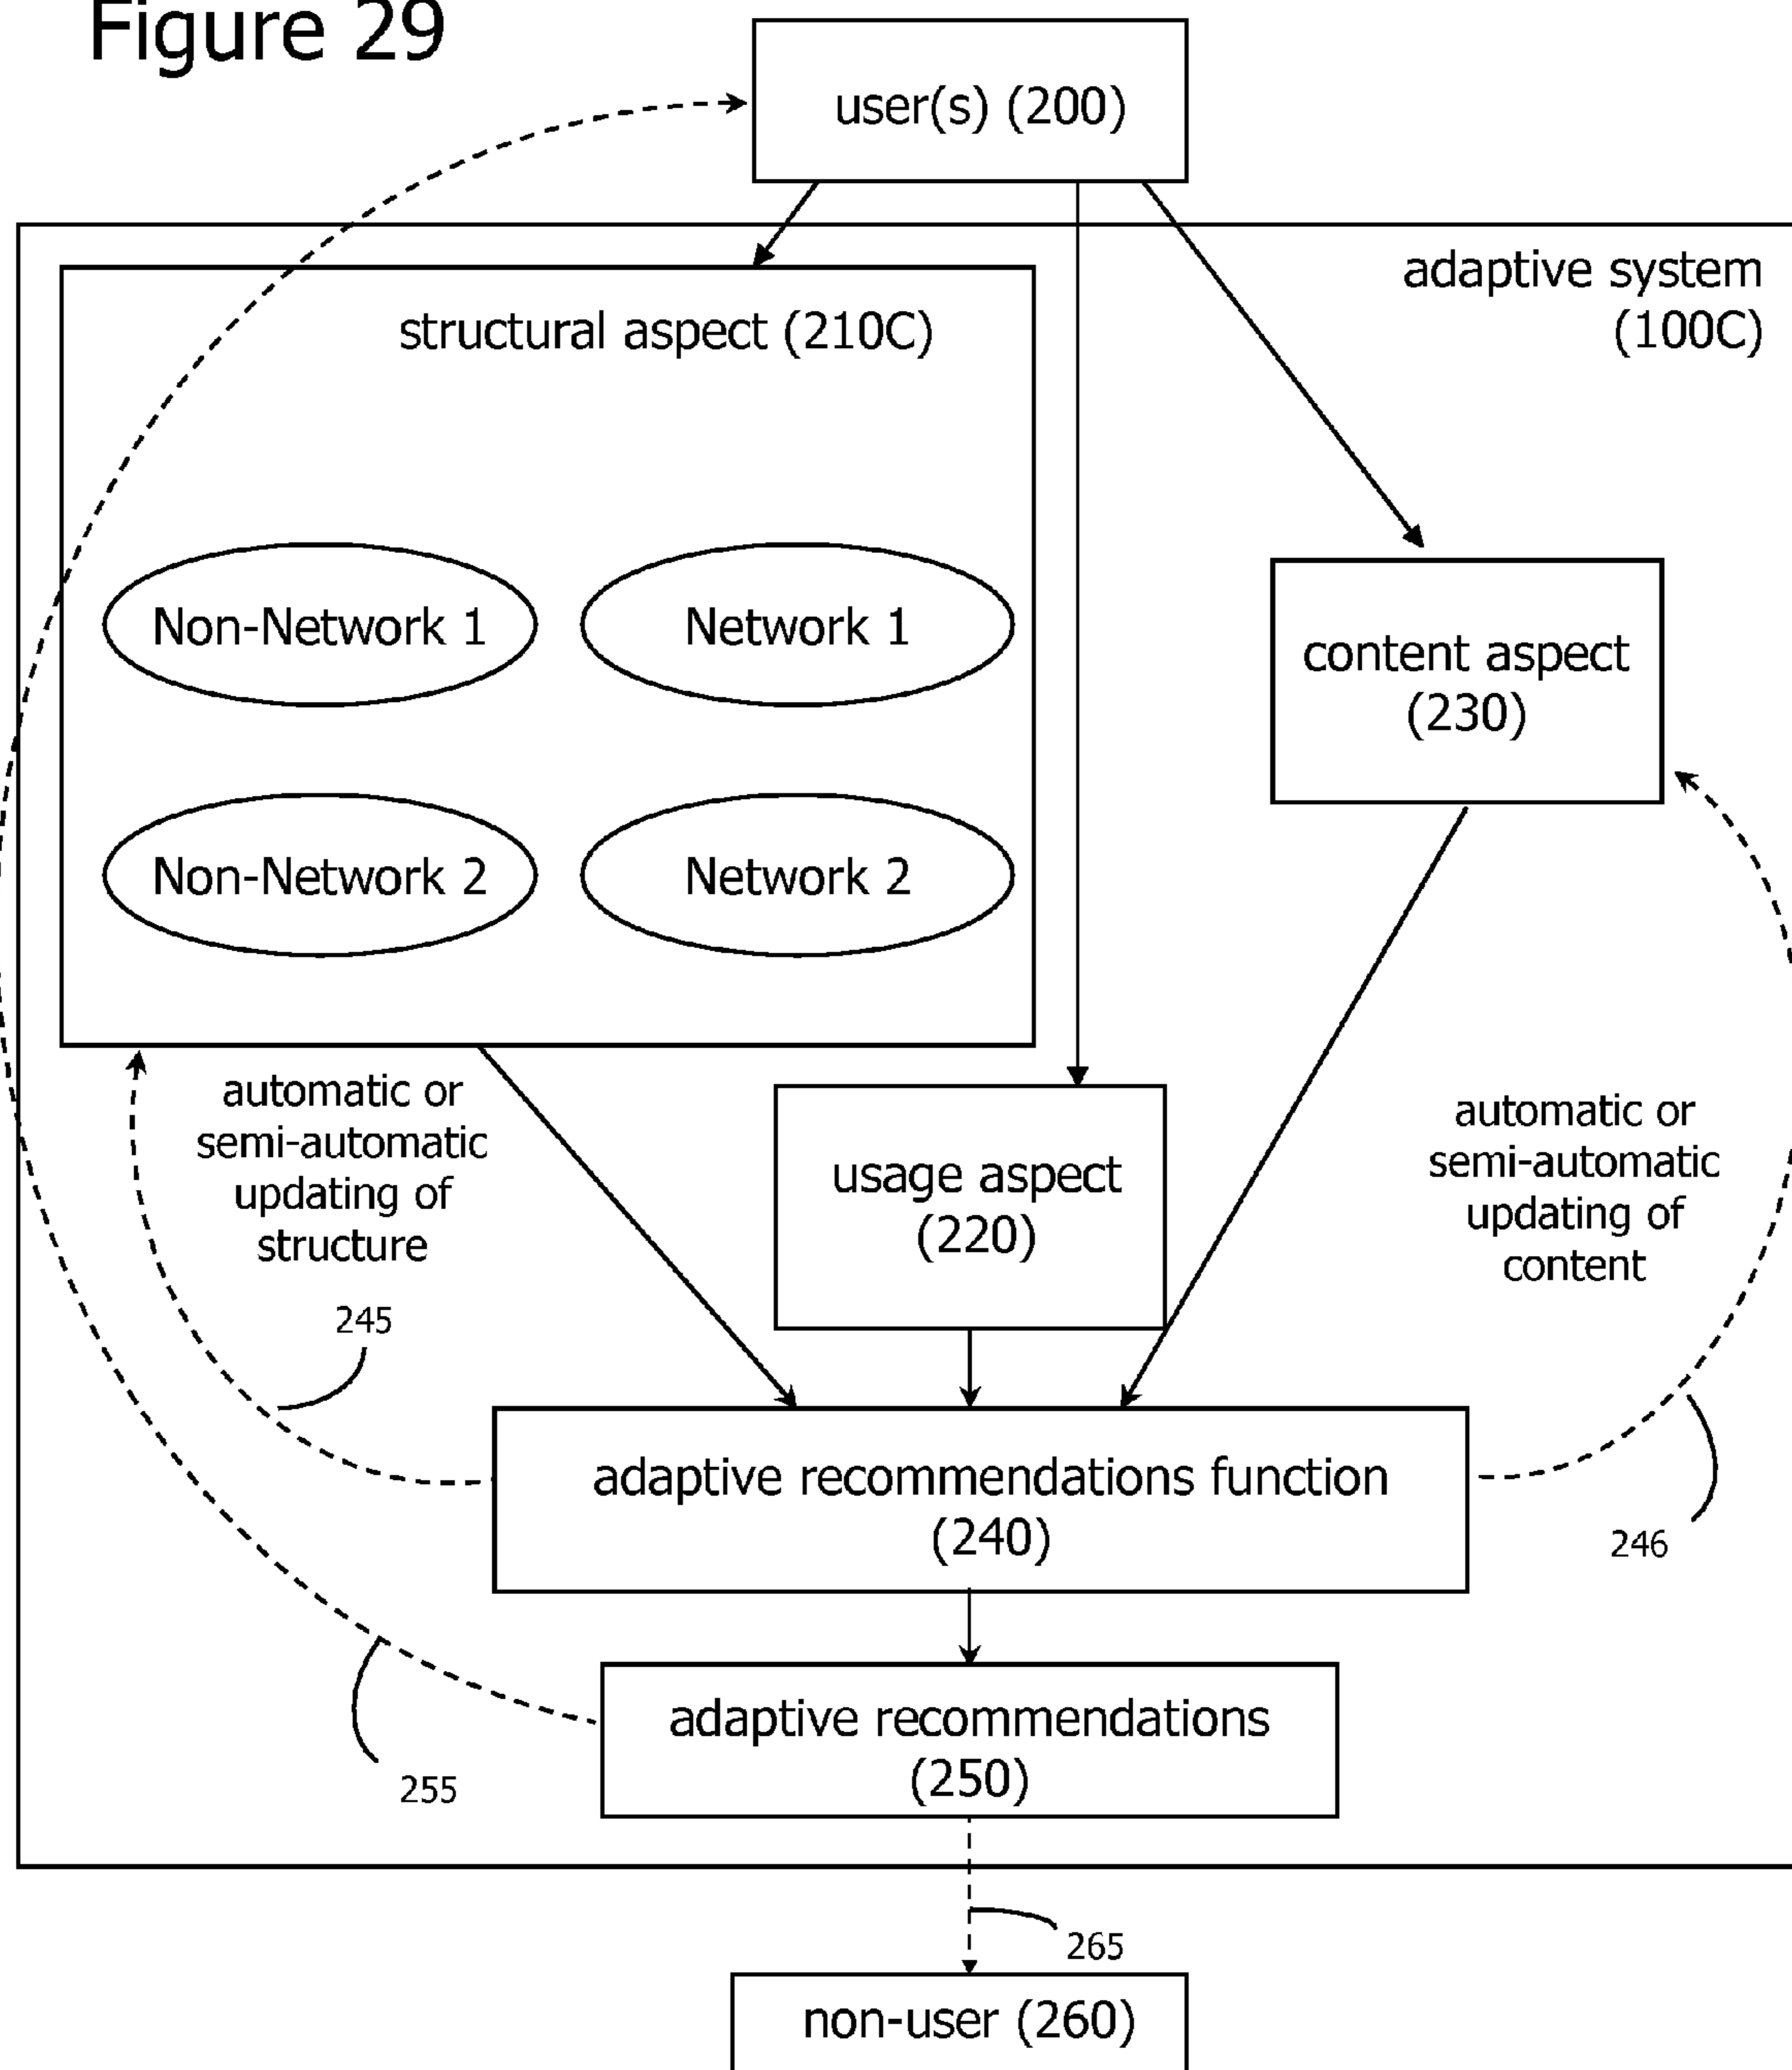 Figure 29
user(s) (200)
adaptive system
(100C)
structural aspect (210C)
Non-Network 1
Network 1
content aspect
(230)
Non-Network 2
Network 2
automatic or
semi-automatic
updating of
structure
usage aspect
(220)
automatic or
semi-automatic
updating of
content
245
adaptive recommendations function
(240)
246
adaptive recommendations
(250)
255
265
non-user (260)